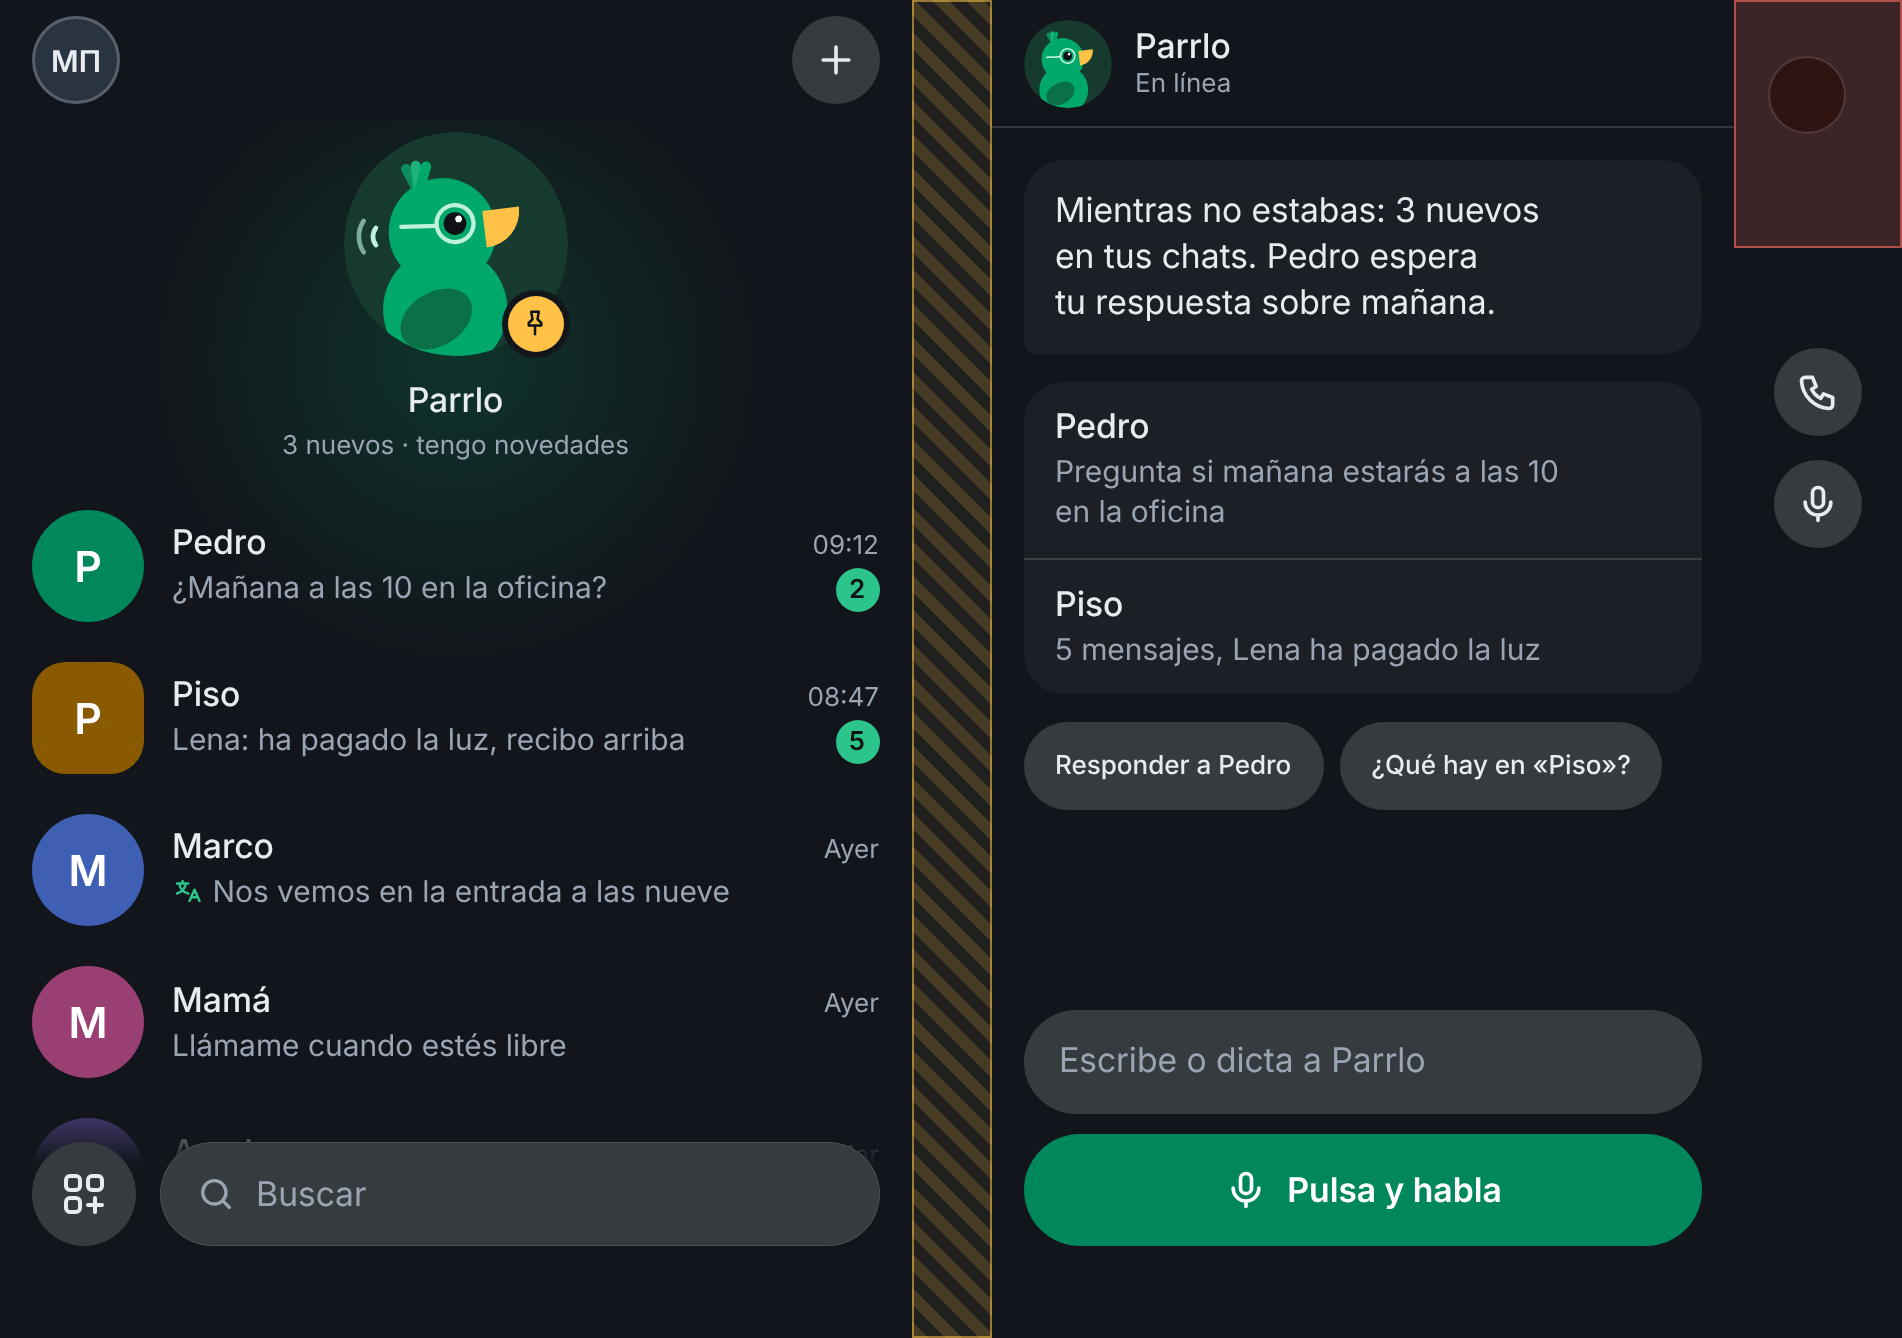 МП
Parrlo
3 nuevos · tengo novedades
P
Pedro
09:12
¿Mañana a las 10 en la oficina?
2
P
Piso
08:47
Lena: ha pagado la luz, recibo arriba
5
M
Marco
Ayer
Nos vemos en la entrada a las nueve
M
Mamá
Ayer
Llámame cuando estés libre
Buscar
Parrlo
En línea
Mientras no estabas: 3 nuevos
en tus chats. Pedro espera
tu respuesta sobre mañana.
Pedro
Pregunta si mañana estarás a las 10
en la oficina
Piso
5 mensajes, Lena ha pagado la luz
Responder a Pedro
¿Qué hay en «Piso»?
Escribe o dicta a Parrlo
Pulsa y habla